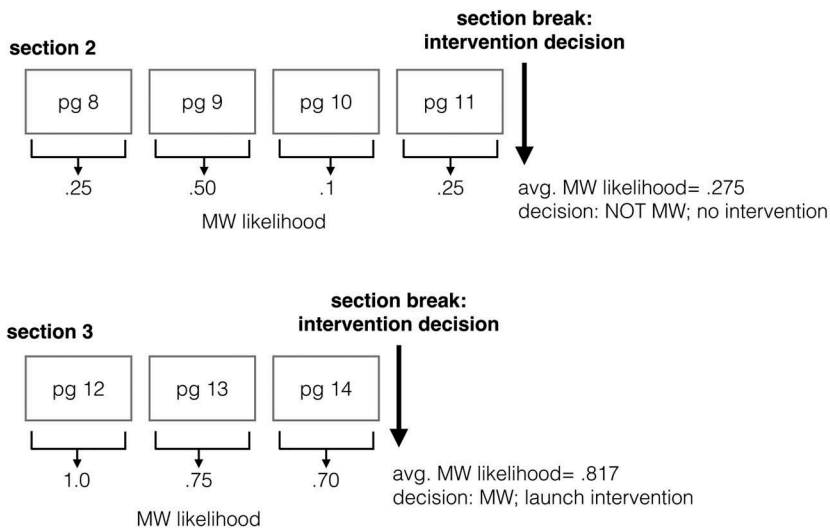 section break:
intervention decision
section 2
pg 8 pg 9 pg 10 pg 11
.25 .50 .1 .25
avg. MW likelihood= .275
decision: NOT MW; no intervention
MW likelihood
section break:
intervention decision
section 3
pg 12 pg 13 pg 14
1.0 .75 .70
avg. MW likelihood= .817
decision: MW; launch intervention
MW likelihood